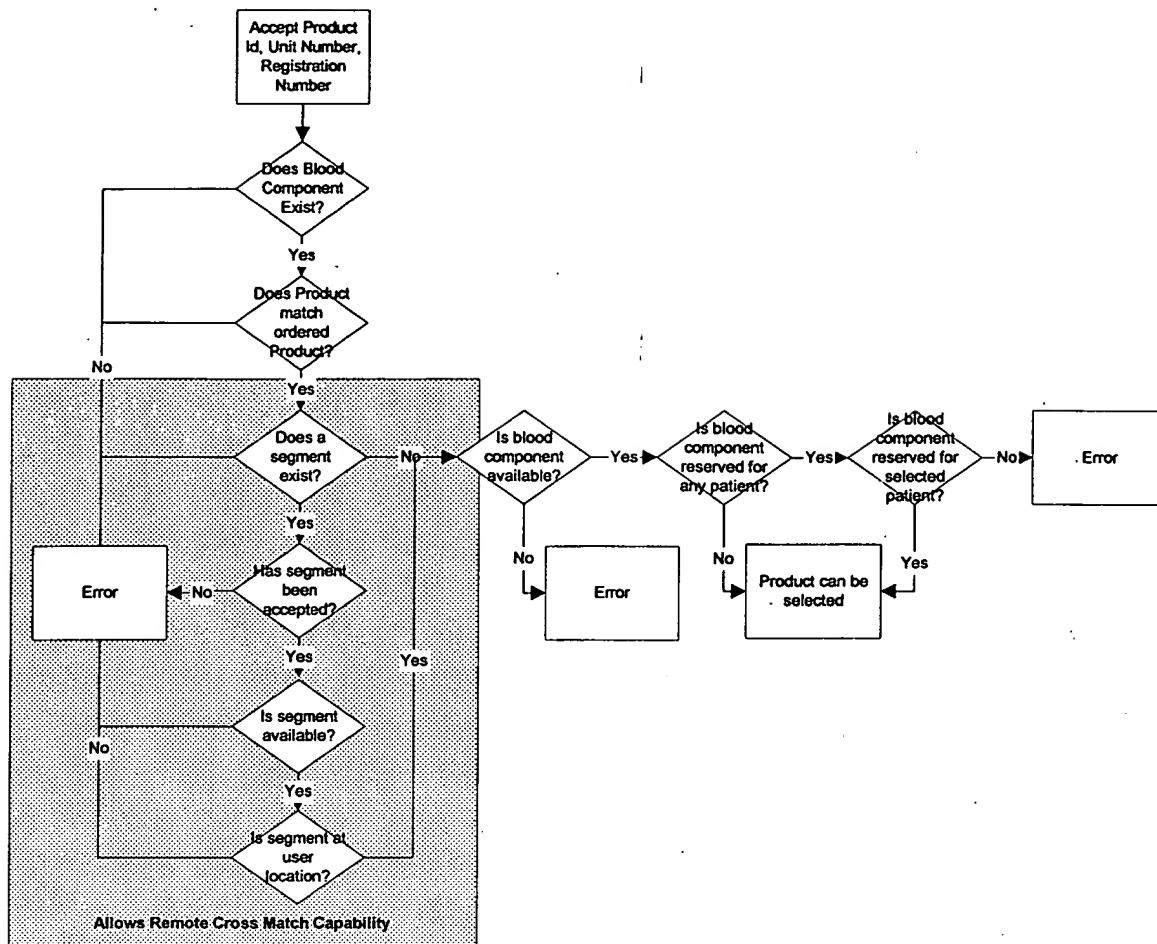 Accept Product
Id, Unit Number,
Registration
Number
Does Blood
Component
Exist?
Yes
Does Product
match
ordered
Product?
No
Yes
Does a
segment
exist?
No
Is blood
component
available?
Yes
Is blood
component
reserved for
any patient?
Yes
Is blood
component
reserved for
selected
patient?
No
Error
Yes
No
No
Yes
Error
Has segment
been
accepted?
No
Error
Product can be
selected
Yes
Yes
Is segment
available?
No
Yes
Is segment at
user
location?
Allows Remote Cross Match Capability